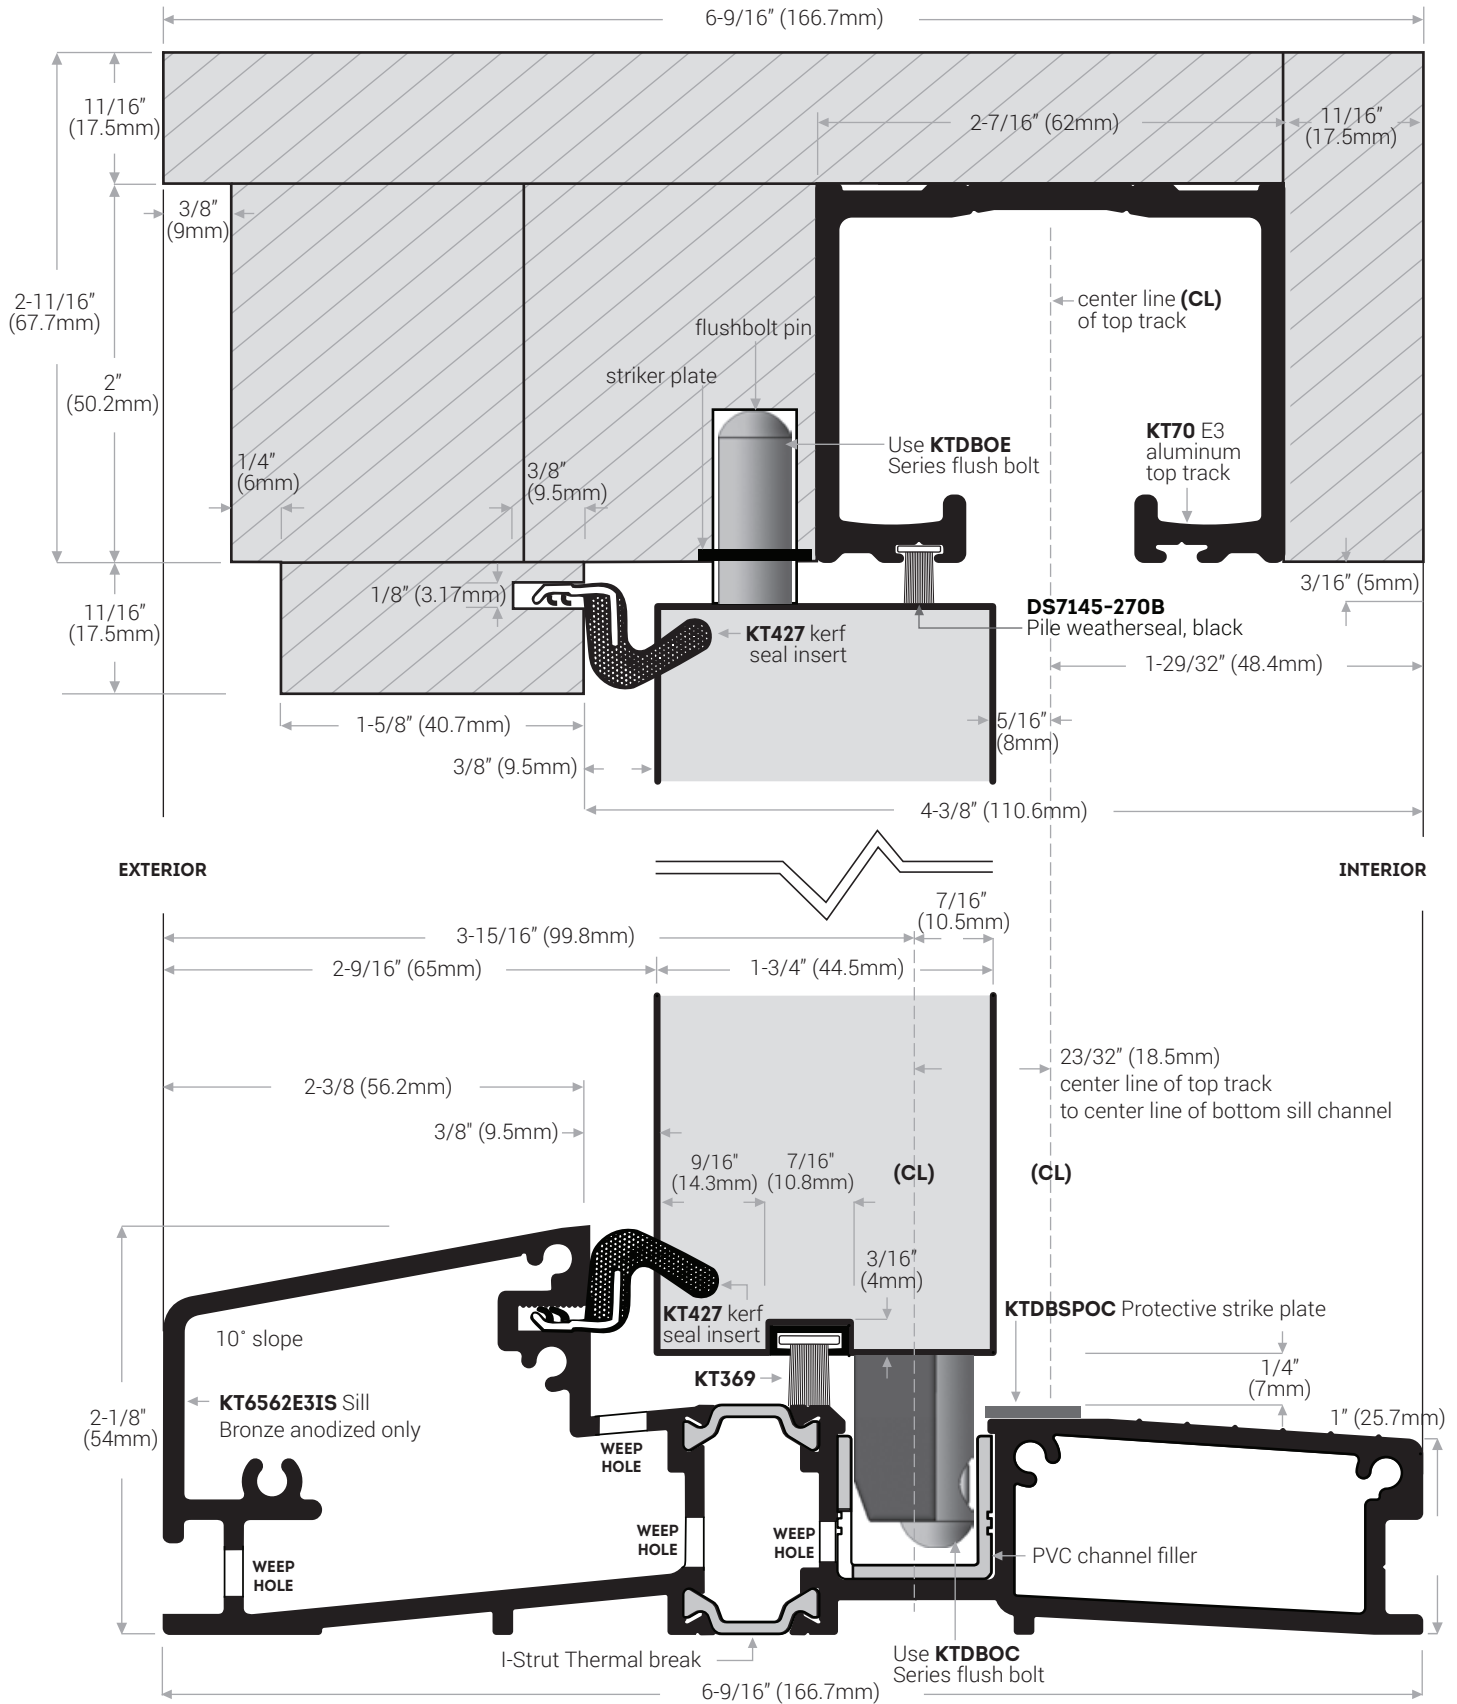 6-9/16” (166.7mm)
11/16”
(17.5mm)
2-7/16” (62mm)
11/16”
(17.5mm)
3/8”
(9mm)
2-11/16”
(67.7mm)
center line (CL)
of top track
flushbolt pin
striker plate
2”
(50.2mm)
Use KTDBOE
Series flush bolt
KT70 E3
aluminum
top track
1/4”
(6mm)
3/8”
(9.5mm)
1/8” (3.17mm)
3/16” (5mm)
11/16”
(17.5mm)
DS7145-270B
Pile weatherseal, black
KT427 kerf
seal insert
1-29/32” (48.4mm)
1-5/8” (40.7mm)
5/16”
(8mm)
3/8” (9.5mm)
4-3/8” (110.6mm)
EXTERIOR
INTERIOR
7/16”
(10.5mm)
3-15/16” (99.8mm)
2-9/16” (65mm)
1-3/4” (44.5mm)
23/32” (18.5mm)
center line of top track
to center line of bottom sill channel
2-3/8 (56.2mm)
3/8" (9.5mm)
9/16"
(14.3mm)
7/16"
(10.8mm)
(CL)
(CL)
3/16”
(4mm)
KT427 kerf
seal insert
KTDBSPOC Protective strike plate
10˚ slope
KT369
1/4”
(7mm)
KT6562E3IS Sill
Bronze anodized only
2-1/8”
(54mm)
1” (25.7mm)
WEEP
HOLE
WEEP
HOLE
WEEP
HOLE
WEEP
HOLE
PVC channel filler
I-Strut Thermal break
Use KTDBOC
Series flush bolt
6-9/16” (166.7mm)